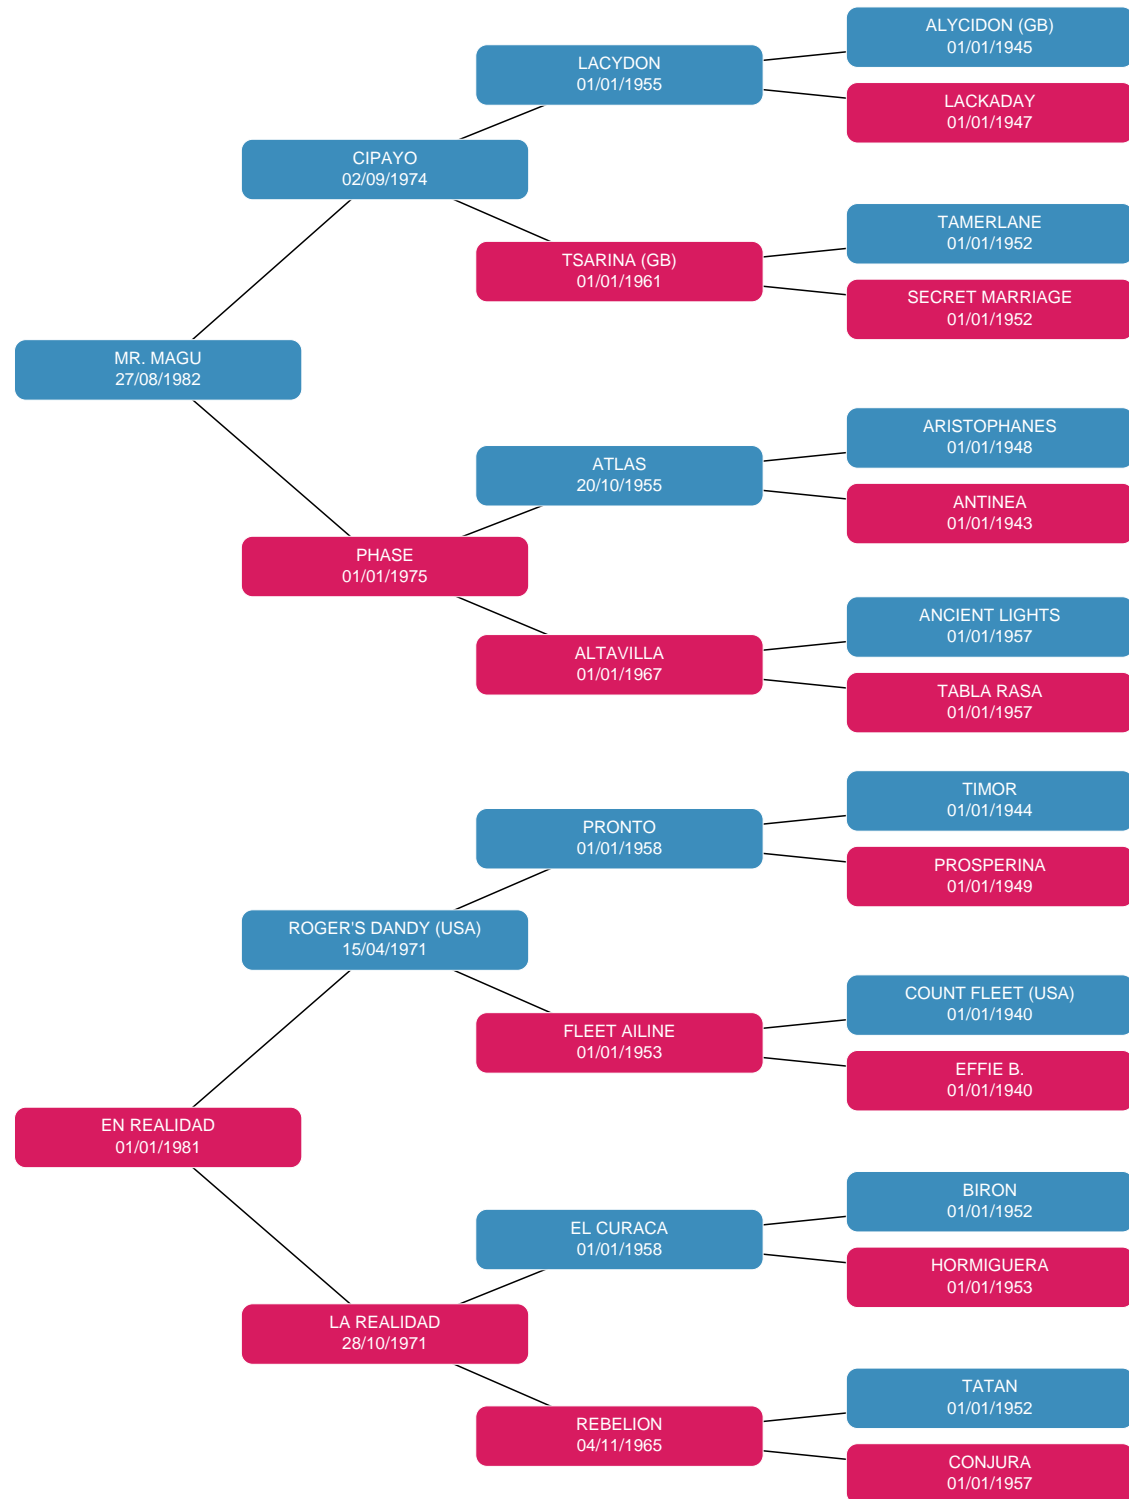 ALYCIDON (GB)
01/01/1945
LACYDON
01/01/1955
LACKADAY
01/01/1947
CIPAYO
02/09/1974
TAMERLANE
01/01/1952
TSARINA (GB)
01/01/1961
SECRET MARRIAGE
01/01/1952
MR. MAGU
27/08/1982
ARISTOPHANES
01/01/1948
ATLAS
20/10/1955
ANTINEA
01/01/1943
PHASE
01/01/1975
ANCIENT LIGHTS
01/01/1957
ALTAVILLA
01/01/1967
TABLA RASA
01/01/1957
TIMOR
01/01/1944
PRONTO
01/01/1958
PROSPERINA
01/01/1949
ROGER'S DANDY (USA)
15/04/1971
COUNT FLEET (USA)
01/01/1940
FLEET AILINE
01/01/1953
EFFIE B.
01/01/1940
EN REALIDAD
01/01/1981
BIRON
01/01/1952
EL CURACA
01/01/1958
HORMIGUERA
01/01/1953
LA REALIDAD
28/10/1971
TATAN
01/01/1952
REBELION
04/11/1965
CONJURA
01/01/1957